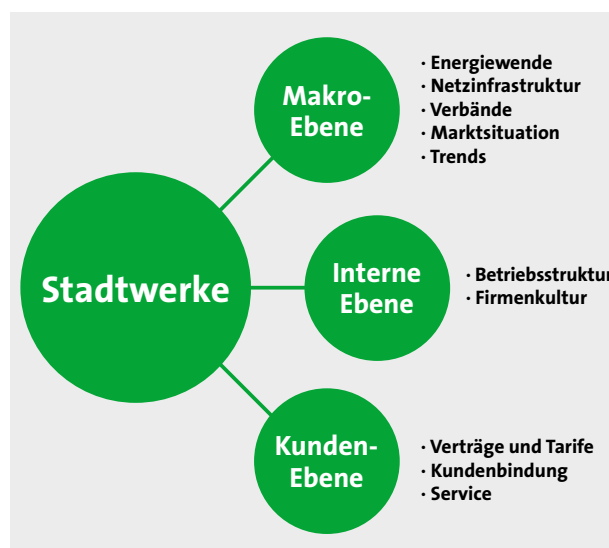 Makro-
Ebene
· Energiewende
· Netzinfrastruktur
· Verbände
· Marktsituation
· Trends
Stadtwerke
Interne
Ebene
· Betriebsstruktur
· Firmenkultur
Kunden-
Ebene
· Verträge und Tarife
· Kundenbindung
· Service